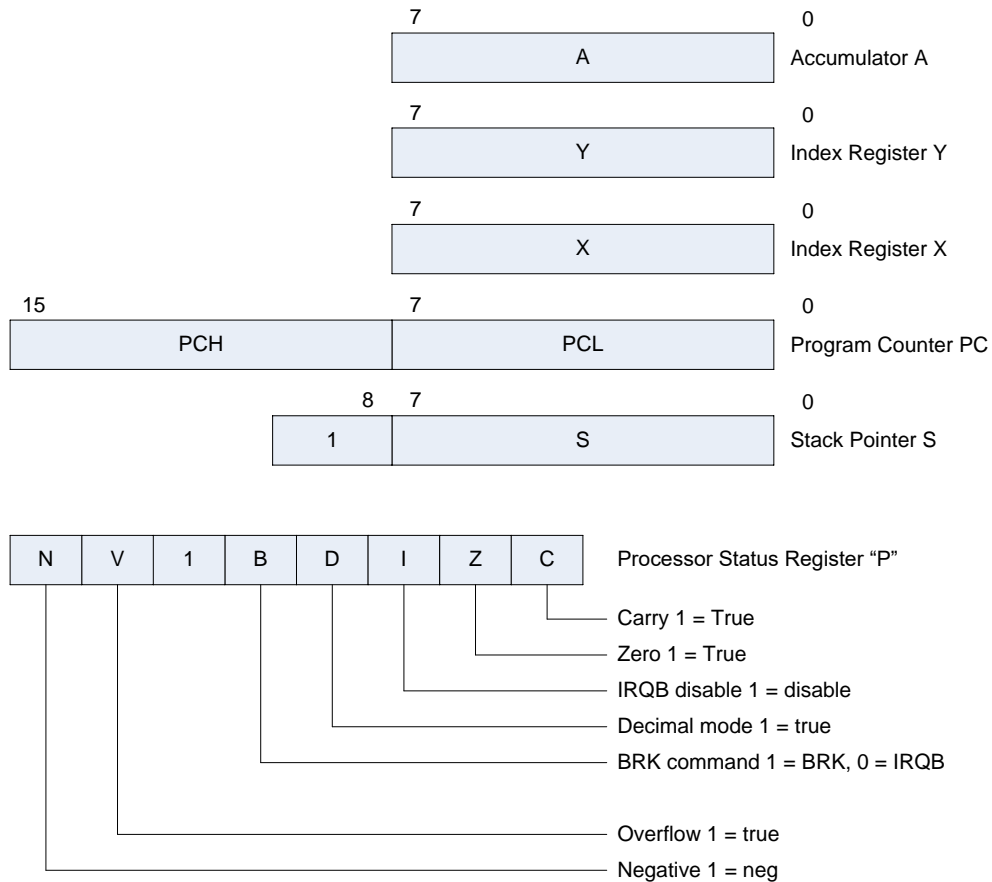 7 0
A Accumulator A
7 0
Y Index Register Y
7 0
X Index Register X
15 7 0
PCH PCL Program Counter PC
8 7 0
1 S Stack Pointer S
N V 1 B D I Z C Processor Status Register “P”
Carry 1 = True
Zero 1 = True
IRQB disable 1 = disable
Decimal mode 1 = true
BRK command 1 = BRK, 0 = IRQB
Overflow 1 = true
Negative 1 = neg